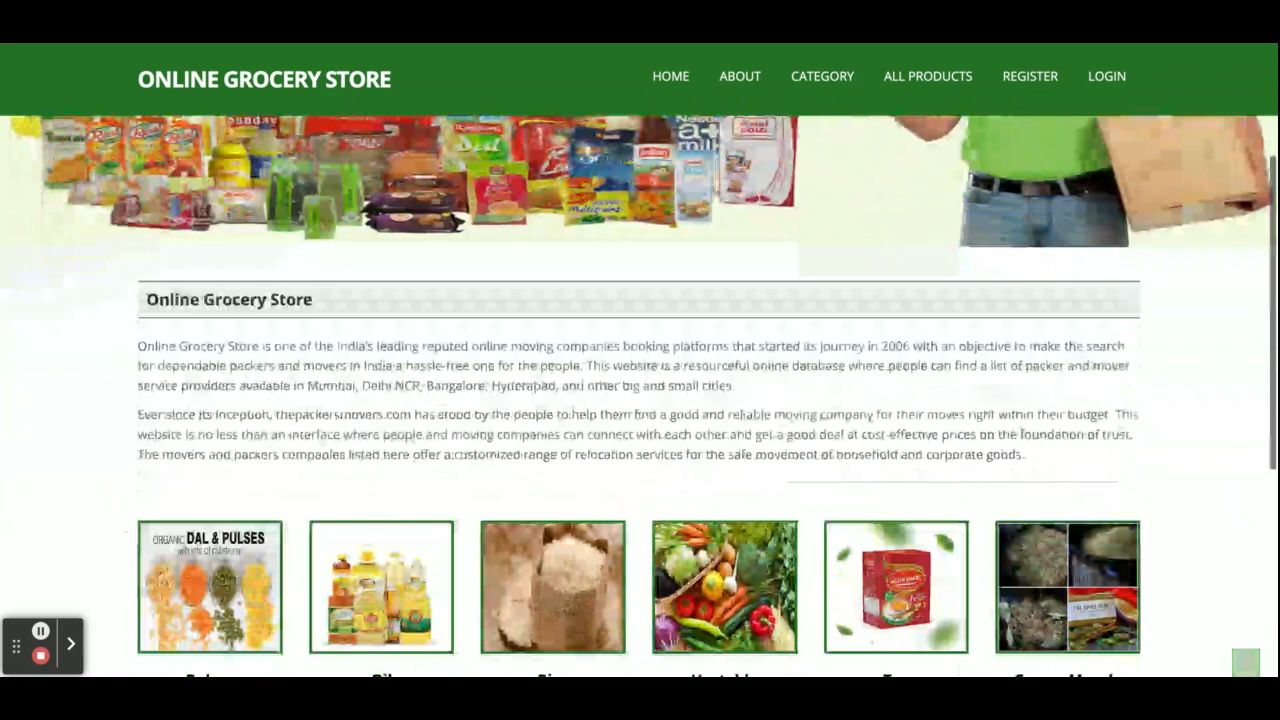 ONLINE GROCERY STORE
HOME ABOUT CATEGORY ALL PRODUCTS REGISTER LOGIN
a+
milk
Online Grocery Store
Online Grocery Store is one of the India's leading reputed online moving companies booking platforms that started its journey in 2006 with an objective to make the search
for dependable packers and movers in India a hassle-free one for the people. This website is a resourceful online database where people can find a list of packer and mover
service providers available in Mumbai, Delhi NCR, Bangalore, Hyderabad, and other big and small cities.
Ever since its inception, thepackersmovers.com has stood by the people to help them find a good and reliable moving company for their moves right within their budget. This
website is no less than an interface where people and moving companies can connect with each other and get a good deal at cost-effective prices on the foundation of trust.
The movers and packers companies listed here offer a customized range of relocation services for the safe movement of household and corporate goods.
ORGANIC DAL & PULSES